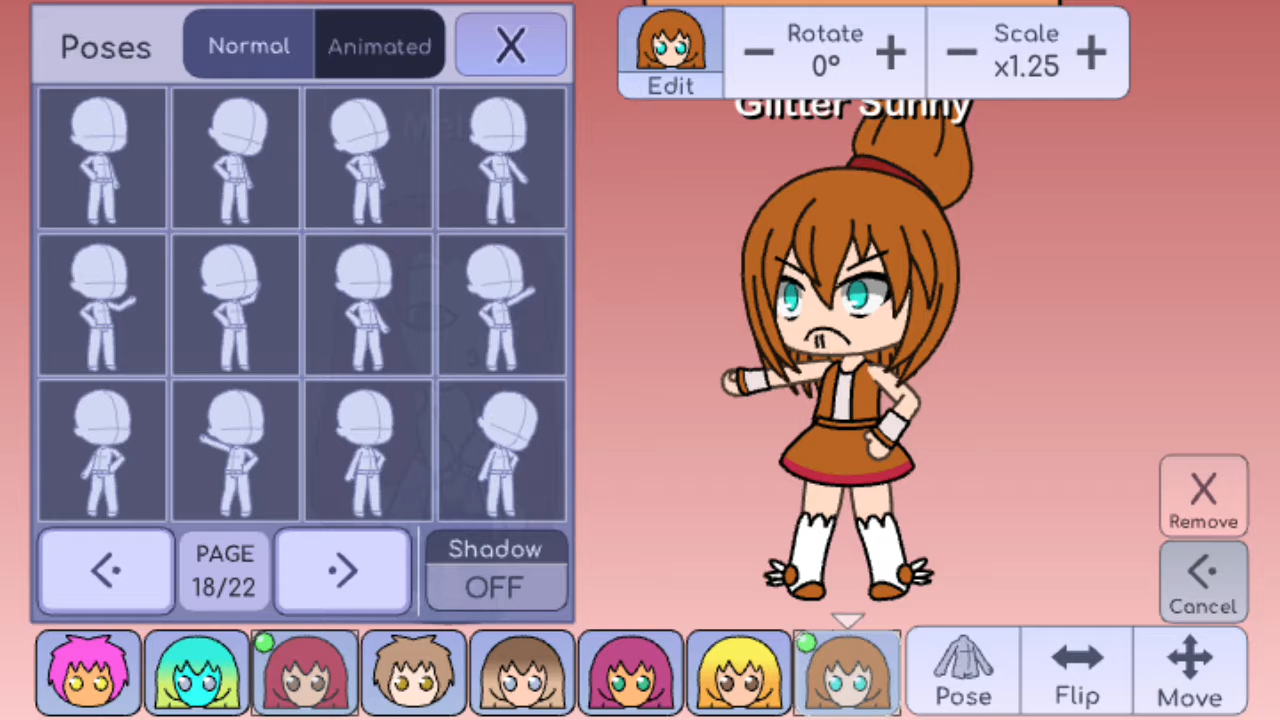 Poses
Normal
Animated
X
Edit
Rotate
0°
Scale
x1.25
Glitter Sunny
PAGE
18/22
Shadow
OFF
X
Remove
Cancel
Pose
Flip
Move